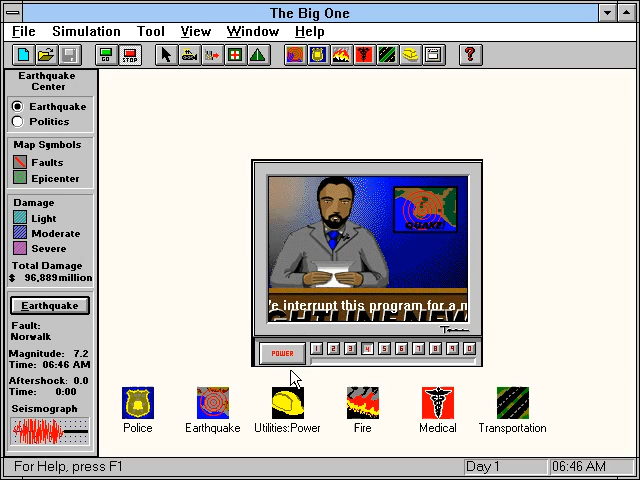 The Big One
File Simulation Tool View Window Help
GO STOP ?
Earthquake
Center
Earthquake
Politics
Map Symbols
Faults
Epicenter
Damage
Light
Moderate
Severe
Total Damage
$ 96,889million
Earthquake
Fault:
Norwalk
Magnitude: 7.2
Time: 06:46 AM
Aftershock: 0.0
Time: 0:00
Seismograph
QUAKE
e interrupt this program for a
GHTLINE NEW
POWER 1 2 3 4 5 6 7 8 9 0
Police Earthquake Utilities:Power Fire Medical Transportation
For Help, press F1 Day 1 06:46 AM